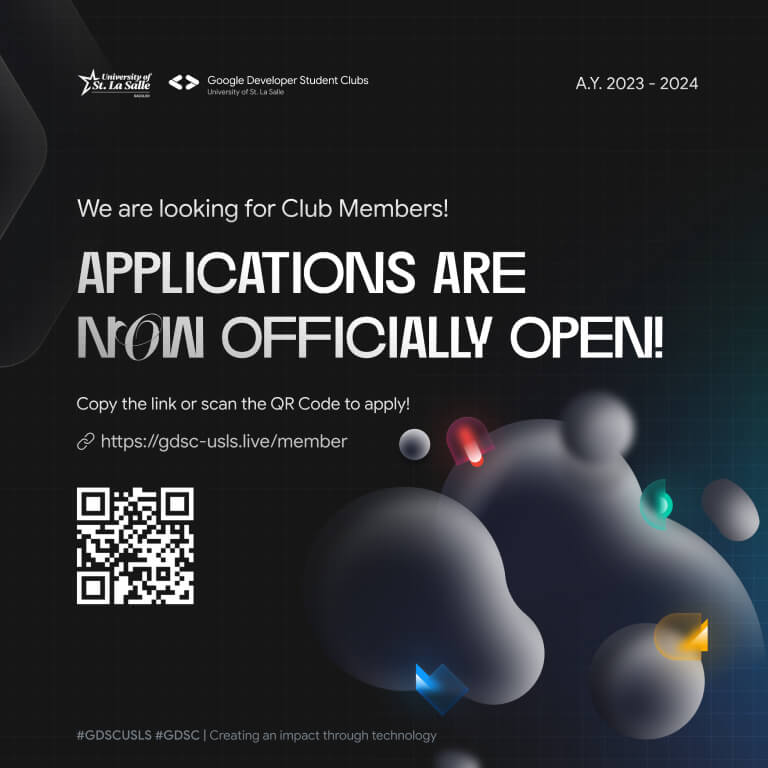 University of
St. La Salle
BACOLOD
Google Developer Student Clubs
University of St. La Salle
A.Y. 2023 - 2024
We are looking for Club Members!
APPLICATIONS ARE
NOW OFFICIALLY OPEN!
Copy the link or scan the QR Code to apply!
https://gdsc-usls.live/member
#GDSCUSLS #GDSC | Creating an impact through technology